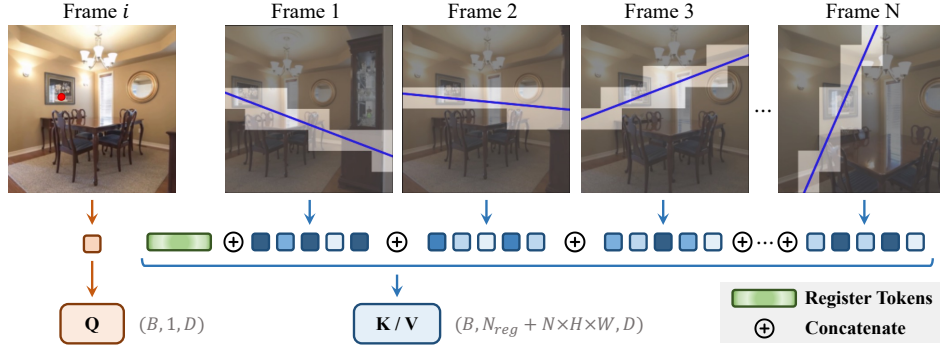 Frame i
Frame 1
Frame 2
Frame 3
Frame N
...
...
Q
(B, 1, D)
K / V
(B, N_reg + N×H×W, D)
Register Tokens
Concatenate